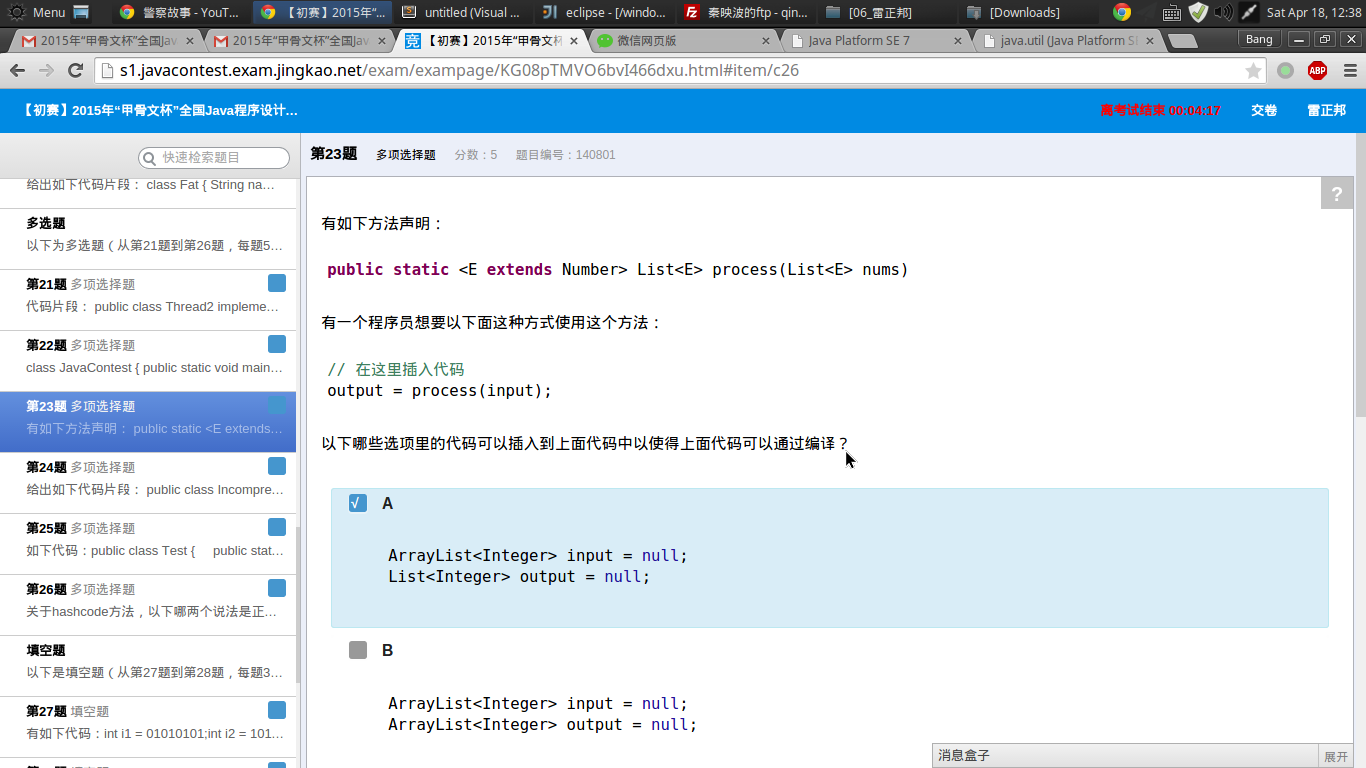 Menu
警察故事 - YouT...
【初赛】2015年“...
untitled (Visual ...
eclipse - [/windo...
秦映波的ftp - qin...
[06_雷正邦]
[Downloads]
Sat Apr 18, 12:38
2015年“甲骨文杯”全国Jav
2015年“甲骨文杯”全国Jav
【初赛】2015年“甲骨文杯
微信网页版
Java Platform SE 7
java.util (Java Platform SE
Bang
s1.javacontest.exam.jingkao.net/exam/exampage/KG08pTMVO6bvI466dxu.html#item/c26
ABP
【初赛】2015年“甲骨文杯”全国Java程序设计...
离考试结束 00:04:17
交卷
雷正邦
快速检索题目
给出如下代码片段： class Fat { String na...
多选题
以下为多选题（从第21题到第26题，每题5...
第21题 多项选择题
代码片段： public class Thread2 impleme...
第22题 多项选择题
class JavaContest { public static void main...
第23题 多项选择题
有如下方法声明： public static <E extends...
第24题 多项选择题
给出如下代码片段： public class Incompre...
第25题 多项选择题
如下代码：public class Test { public stat...
第26题 多项选择题
关于hashcode方法，以下哪两个说法是正...
填空题
以下是填空题（从第27题到第28题，每题3...
第27题 填空题
有如下代码：int i1 = 01010101;int i2 = 101...
第23题 多项选择题 分数：5 题目编号：140801
?
有如下方法声明：
public static <E extends Number> List<E> process(List<E> nums)
有一个程序员想要以下面这种方式使用这个方法：
// 在这里插入代码
output = process(input);
以下哪些选项里的代码可以插入到上面代码中以使得上面代码可以通过编译？
√ A
ArrayList<Integer> input = null;
List<Integer> output = null;
B
ArrayList<Integer> input = null;
ArrayList<Integer> output = null;
消息盒子
展开